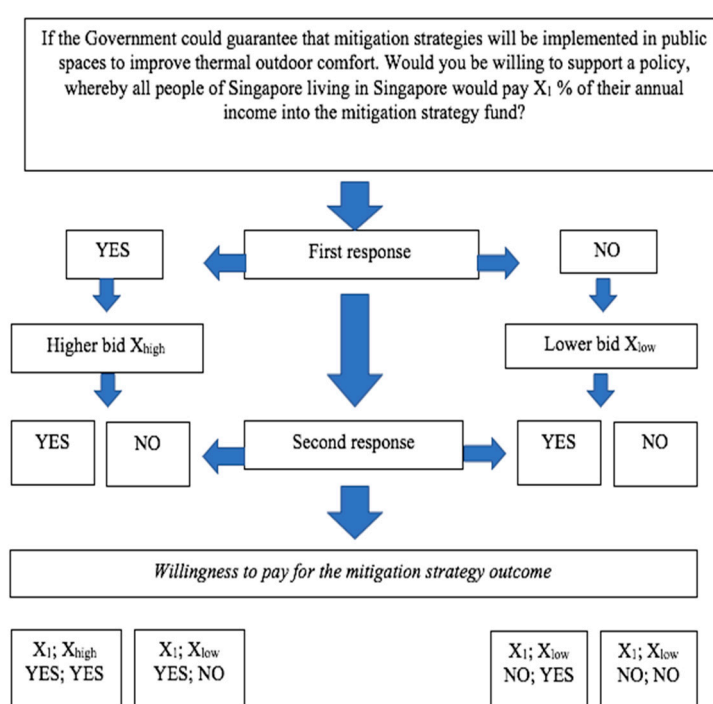 If the Government could guarantee that mitigation strategies will be implemented in public
spaces to improve thermal outdoor comfort. Would you be willing to support a policy,
whereby all people of Singapore living in Singapore would pay X₁ % of their annual
income into the mitigation strategy fund?
YES
First response
NO
Higher bid Xhigh
Lower bid Xlow
YES
NO
Second response
YES
NO
Willingness to pay for the mitigation strategy outcome
X₁; Xhigh
YES; YES
X₁; Xlow
YES; NO
X₁; Xlow
NO; YES
X₁; Xlow
NO; NO